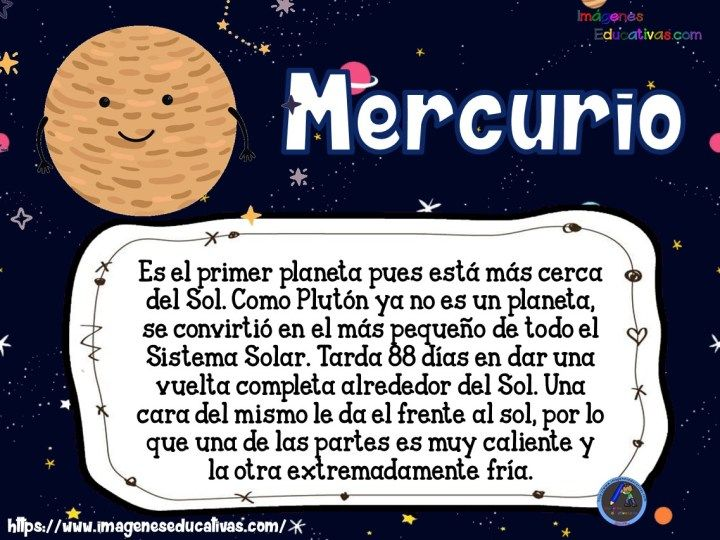 Imágenes
Educativas.com
Mercurio
Es el primer planeta pues está más cerca
del Sol. Como Plutón ya no es un planeta,
se convirtió en el más pequeño de todo el
Sistema Solar. Tarda 88 días en dar una
vuelta completa alrededor del Sol. Una
cara del mismo le da el frente al sol, por lo
que una de las partes es muy caliente y
la otra extremadamente fría.
https://www.imageneseducativas.com/